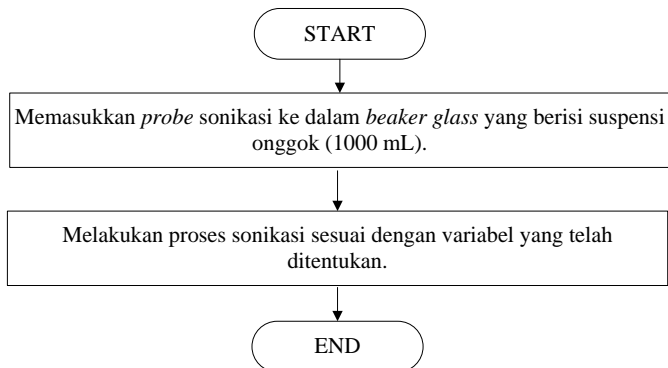 START
Memasukkan probe sonikasi ke dalam beaker glass yang berisi suspensi
onggok (1000 mL).
Melakukan proses sonikasi sesuai dengan variabel yang telah
ditentukan.
END